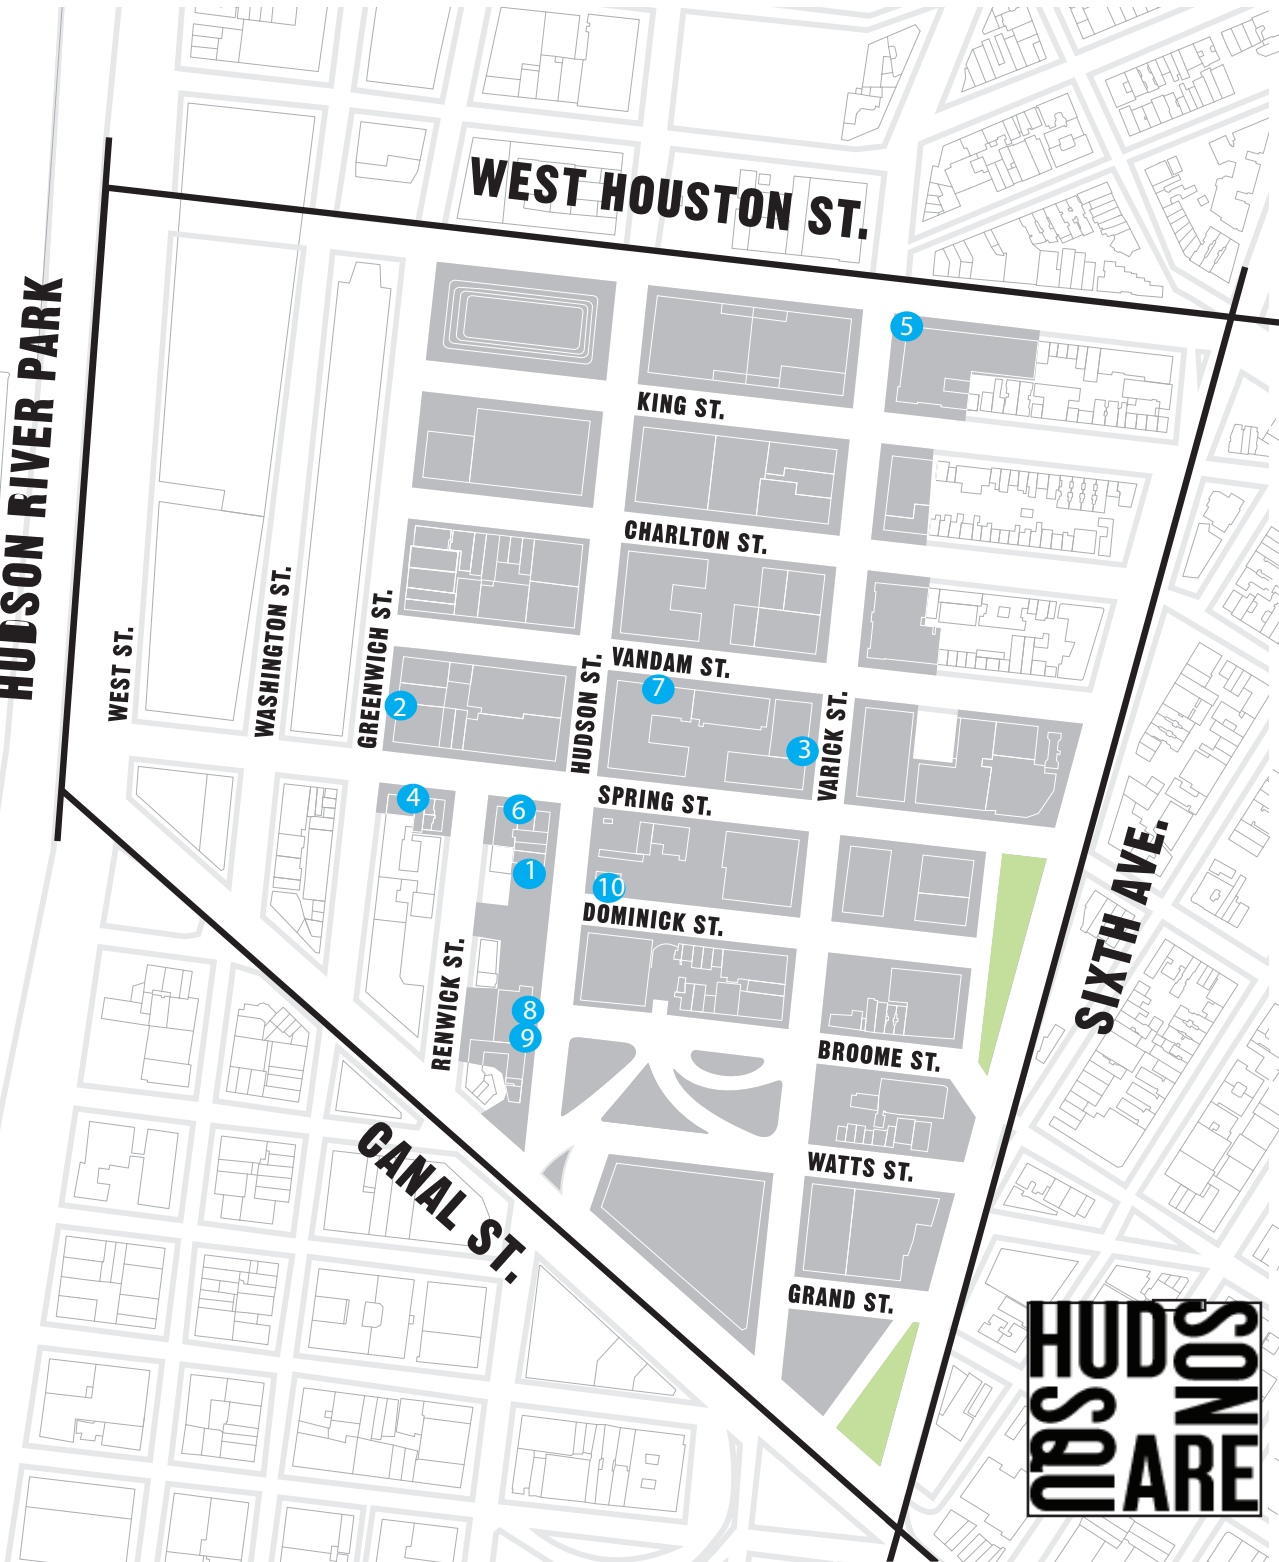 WEST HOUSTON ST.
HUDSON RIVER PARK
5
KING ST.
CHARLTON ST.
WEST ST.
WASHINGTON ST.
GREENWICH ST.
HUDSON ST.
VANDAM ST.
VARICK ST.
7
2
3
4
6
SPRING ST.
1
10
DOMINICK ST.
SIXTH AVE.
RENWICK ST.
8
9
BROOME ST.
CANAL ST.
WATTS ST.
GRAND ST.
HUDSON
SQUARE